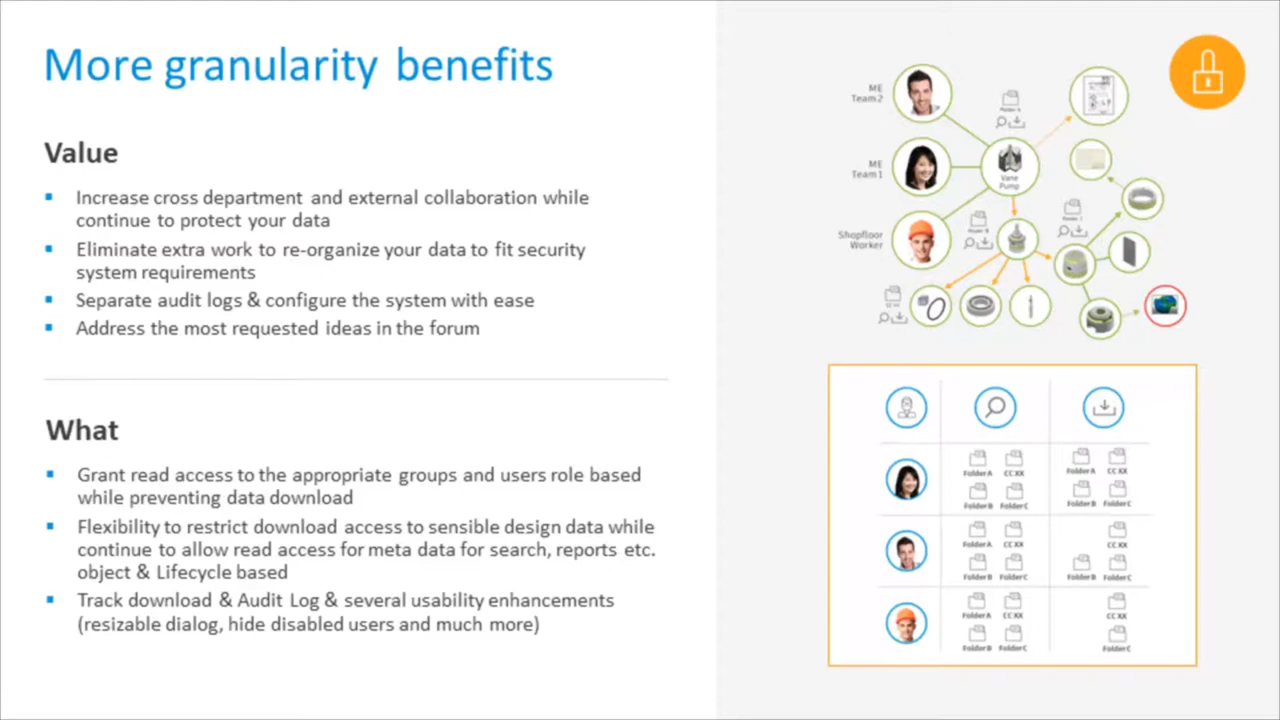 More granularity benefits
Value
Increase cross department and external collaboration while
continue to protect your data
Eliminate extra work to re-organize your data to fit security
system requirements
Separate audit logs & configure the system with ease
Address the most requested ideas in the forum
What
Grant read access to the appropriate groups and users role based
while preventing data download
Flexibility to restrict download access to sensible design data while
continue to allow read access for meta data for search, reports etc.
object & Lifecycle based
Track download & Audit Log & several usability enhancements
(resizable dialog, hide disabled users and much more)
ME
Team 2
ME
Team 1
Vane
Pump
Shopfloor
Worker
Folder A CC XX Folder A CC XX
Folder B Folder C Folder B Folder C
Folder A CC XX CC XX
Folder B Folder C Folder B Folder C
Folder A CC XX CC XX
Folder B Folder C Folder C